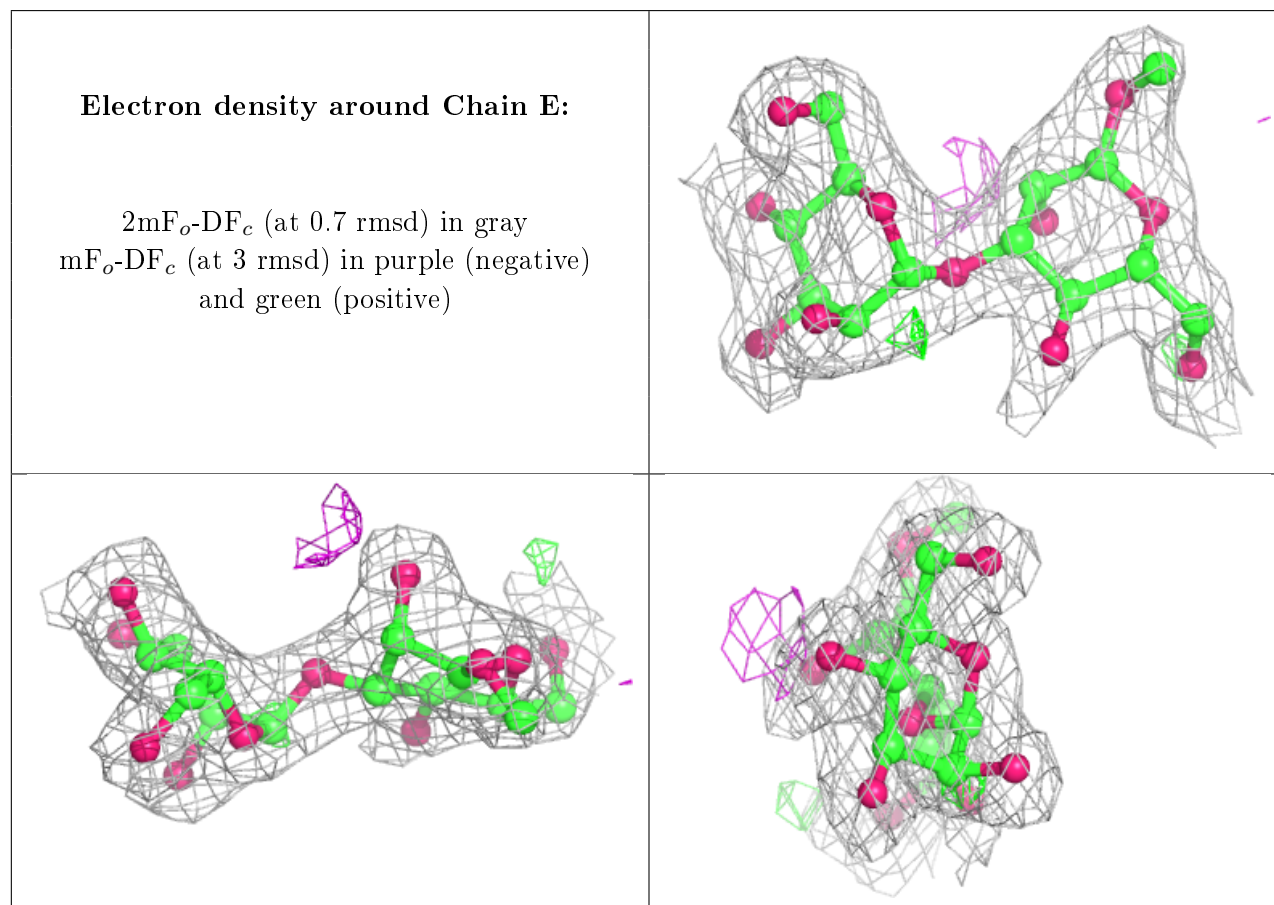 Electron density around Chain E:
2mFₒ-DF𝒸 (at 0.7 rmsd) in gray
mFₒ-DF𝒸 (at 3 rmsd) in purple (negative)
and green (positive)